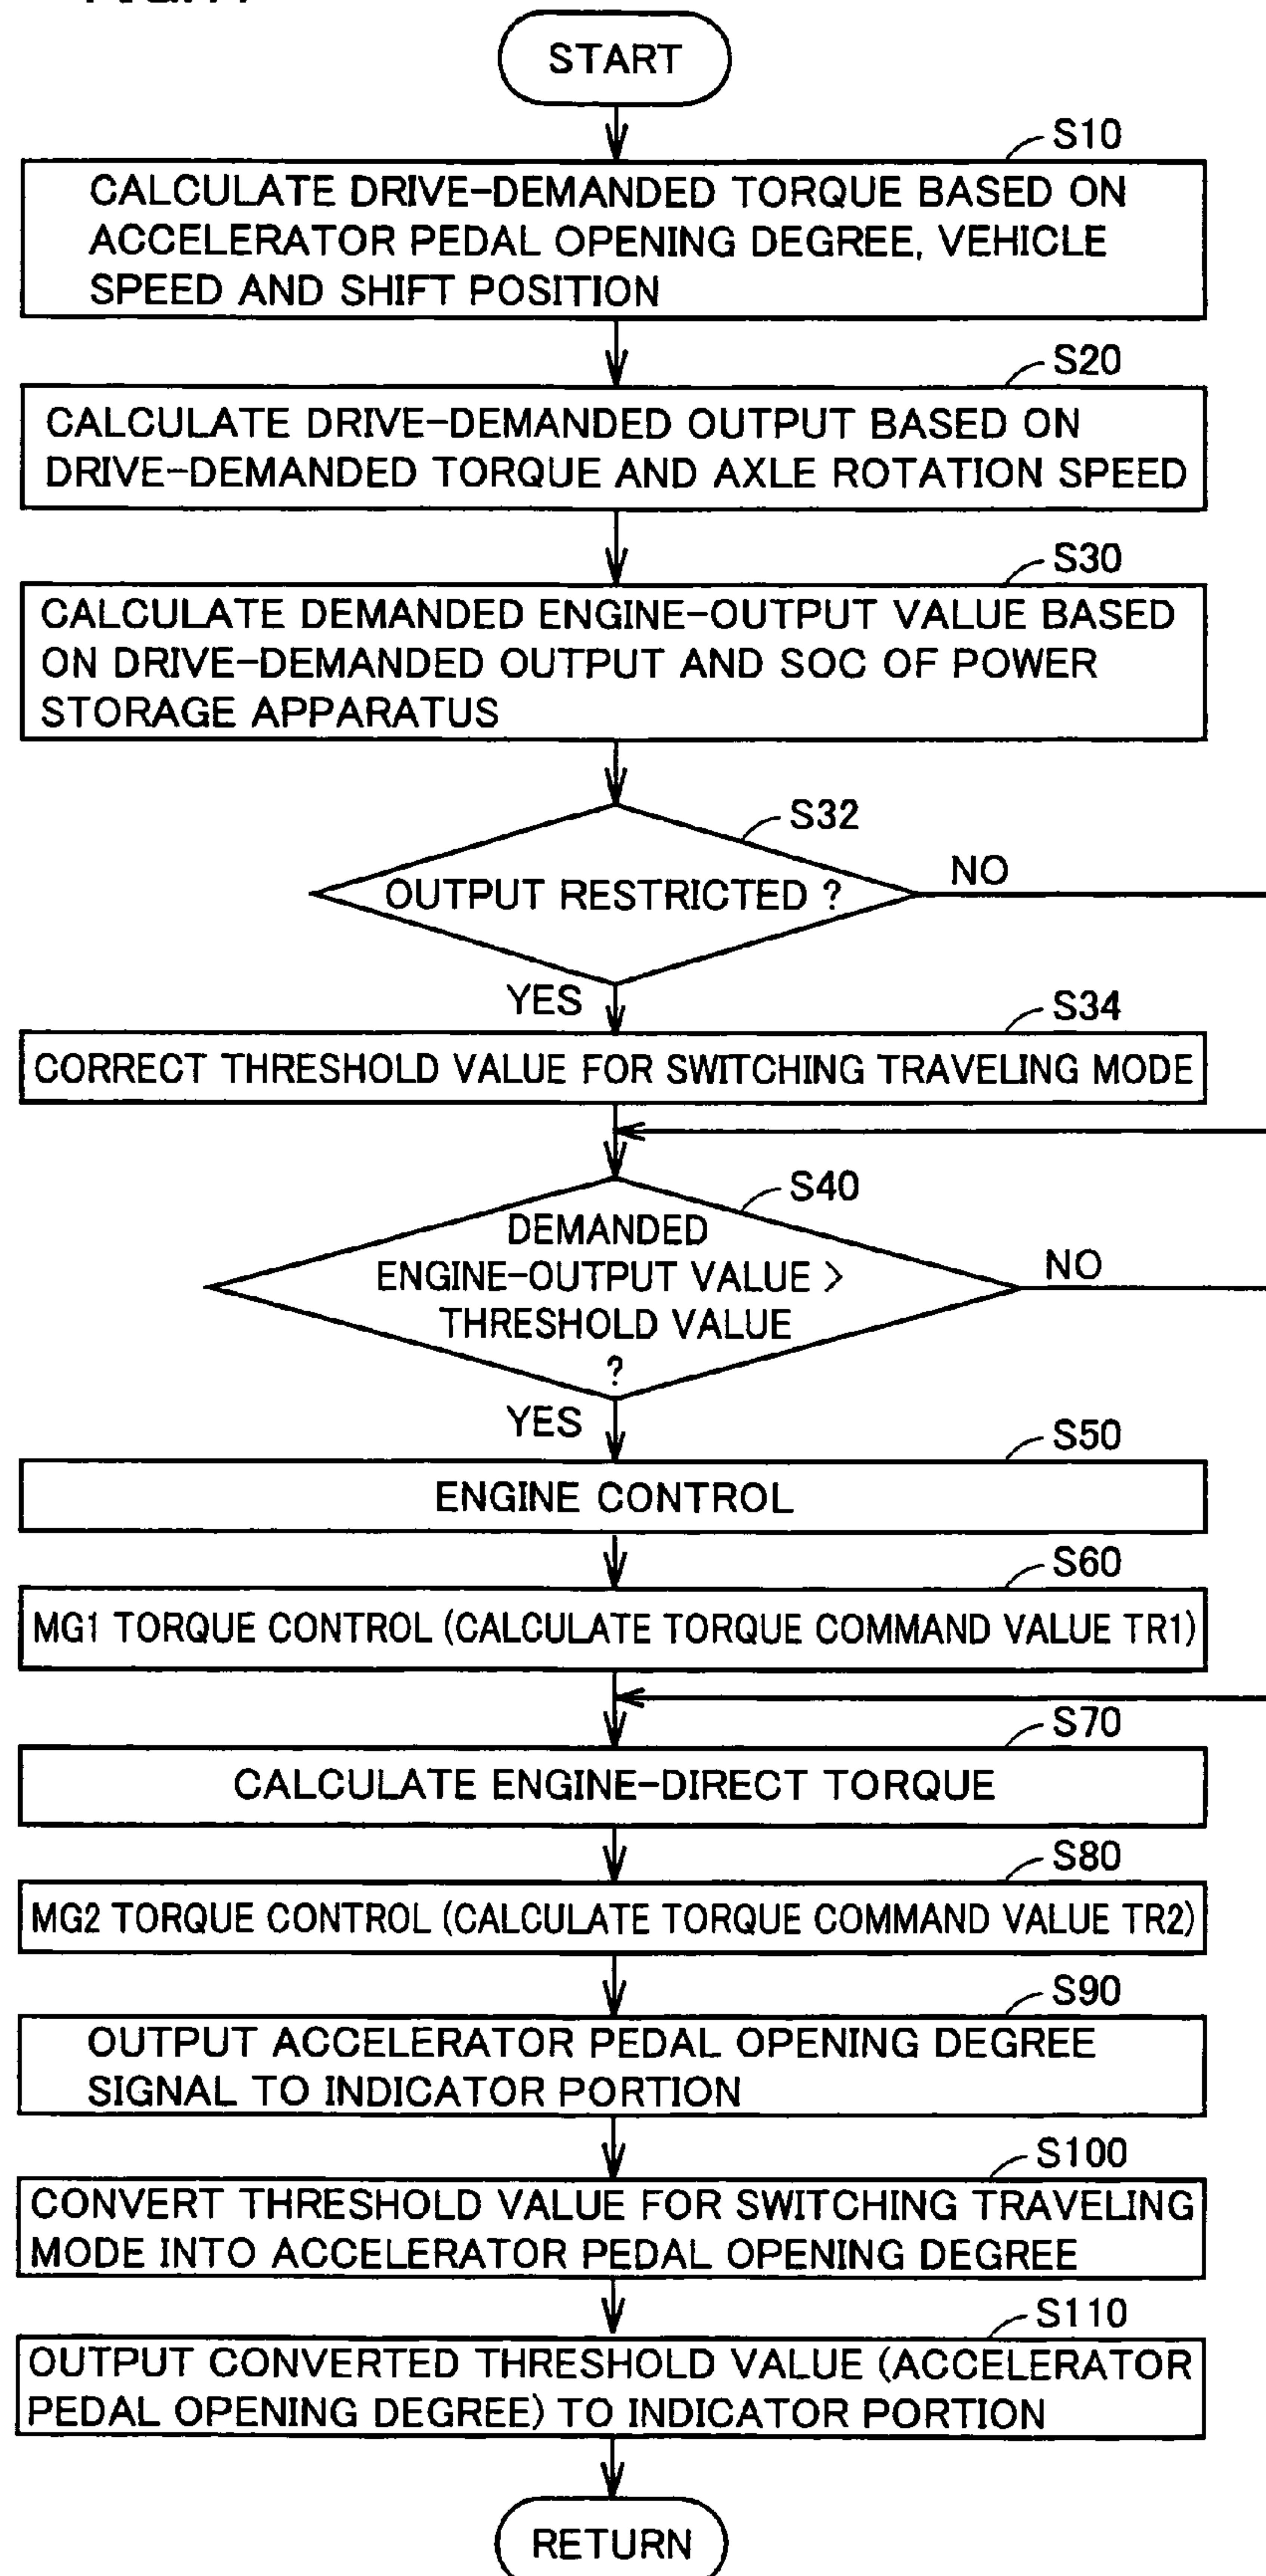 START
S10
CALCULATE DRIVE-DEMANDED TORQUE BASED ON
ACCELERATOR PEDAL OPENING DEGREE, VEHICLE
SPEED AND SHIFT POSITION
S20
CALCULATE DRIVE-DEMANDED OUTPUT BASED ON
DRIVE-DEMANDED TORQUE AND AXLE ROTATION SPEED
S30
CALCULATE DEMANDED ENGINE-OUTPUT VALUE BASED
ON DRIVE-DEMANDED OUTPUT AND SOC OF POWER
STORAGE APPARATUS
S32
OUTPUT RESTRICTED ?
NO
YES
S34
CORRECT THRESHOLD VALUE FOR SWITCHING TRAVELING MODE
S40
DEMANDED
ENGINE-OUTPUT VALUE >
THRESHOLD VALUE
?
NO
YES
S50
ENGINE CONTROL
S60
MG1 TORQUE CONTROL (CALCULATE TORQUE COMMAND VALUE TR1)
S70
CALCULATE ENGINE-DIRECT TORQUE
S80
MG2 TORQUE CONTROL (CALCULATE TORQUE COMMAND VALUE TR2)
S90
OUTPUT ACCELERATOR PEDAL OPENING DEGREE
SIGNAL TO INDICATOR PORTION
S100
CONVERT THRESHOLD VALUE FOR SWITCHING TRAVELING
MODE INTO ACCELERATOR PEDAL OPENING DEGREE
S110
OUTPUT CONVERTED THRESHOLD VALUE (ACCELERATOR
PEDAL OPENING DEGREE) TO INDICATOR PORTION
RETURN